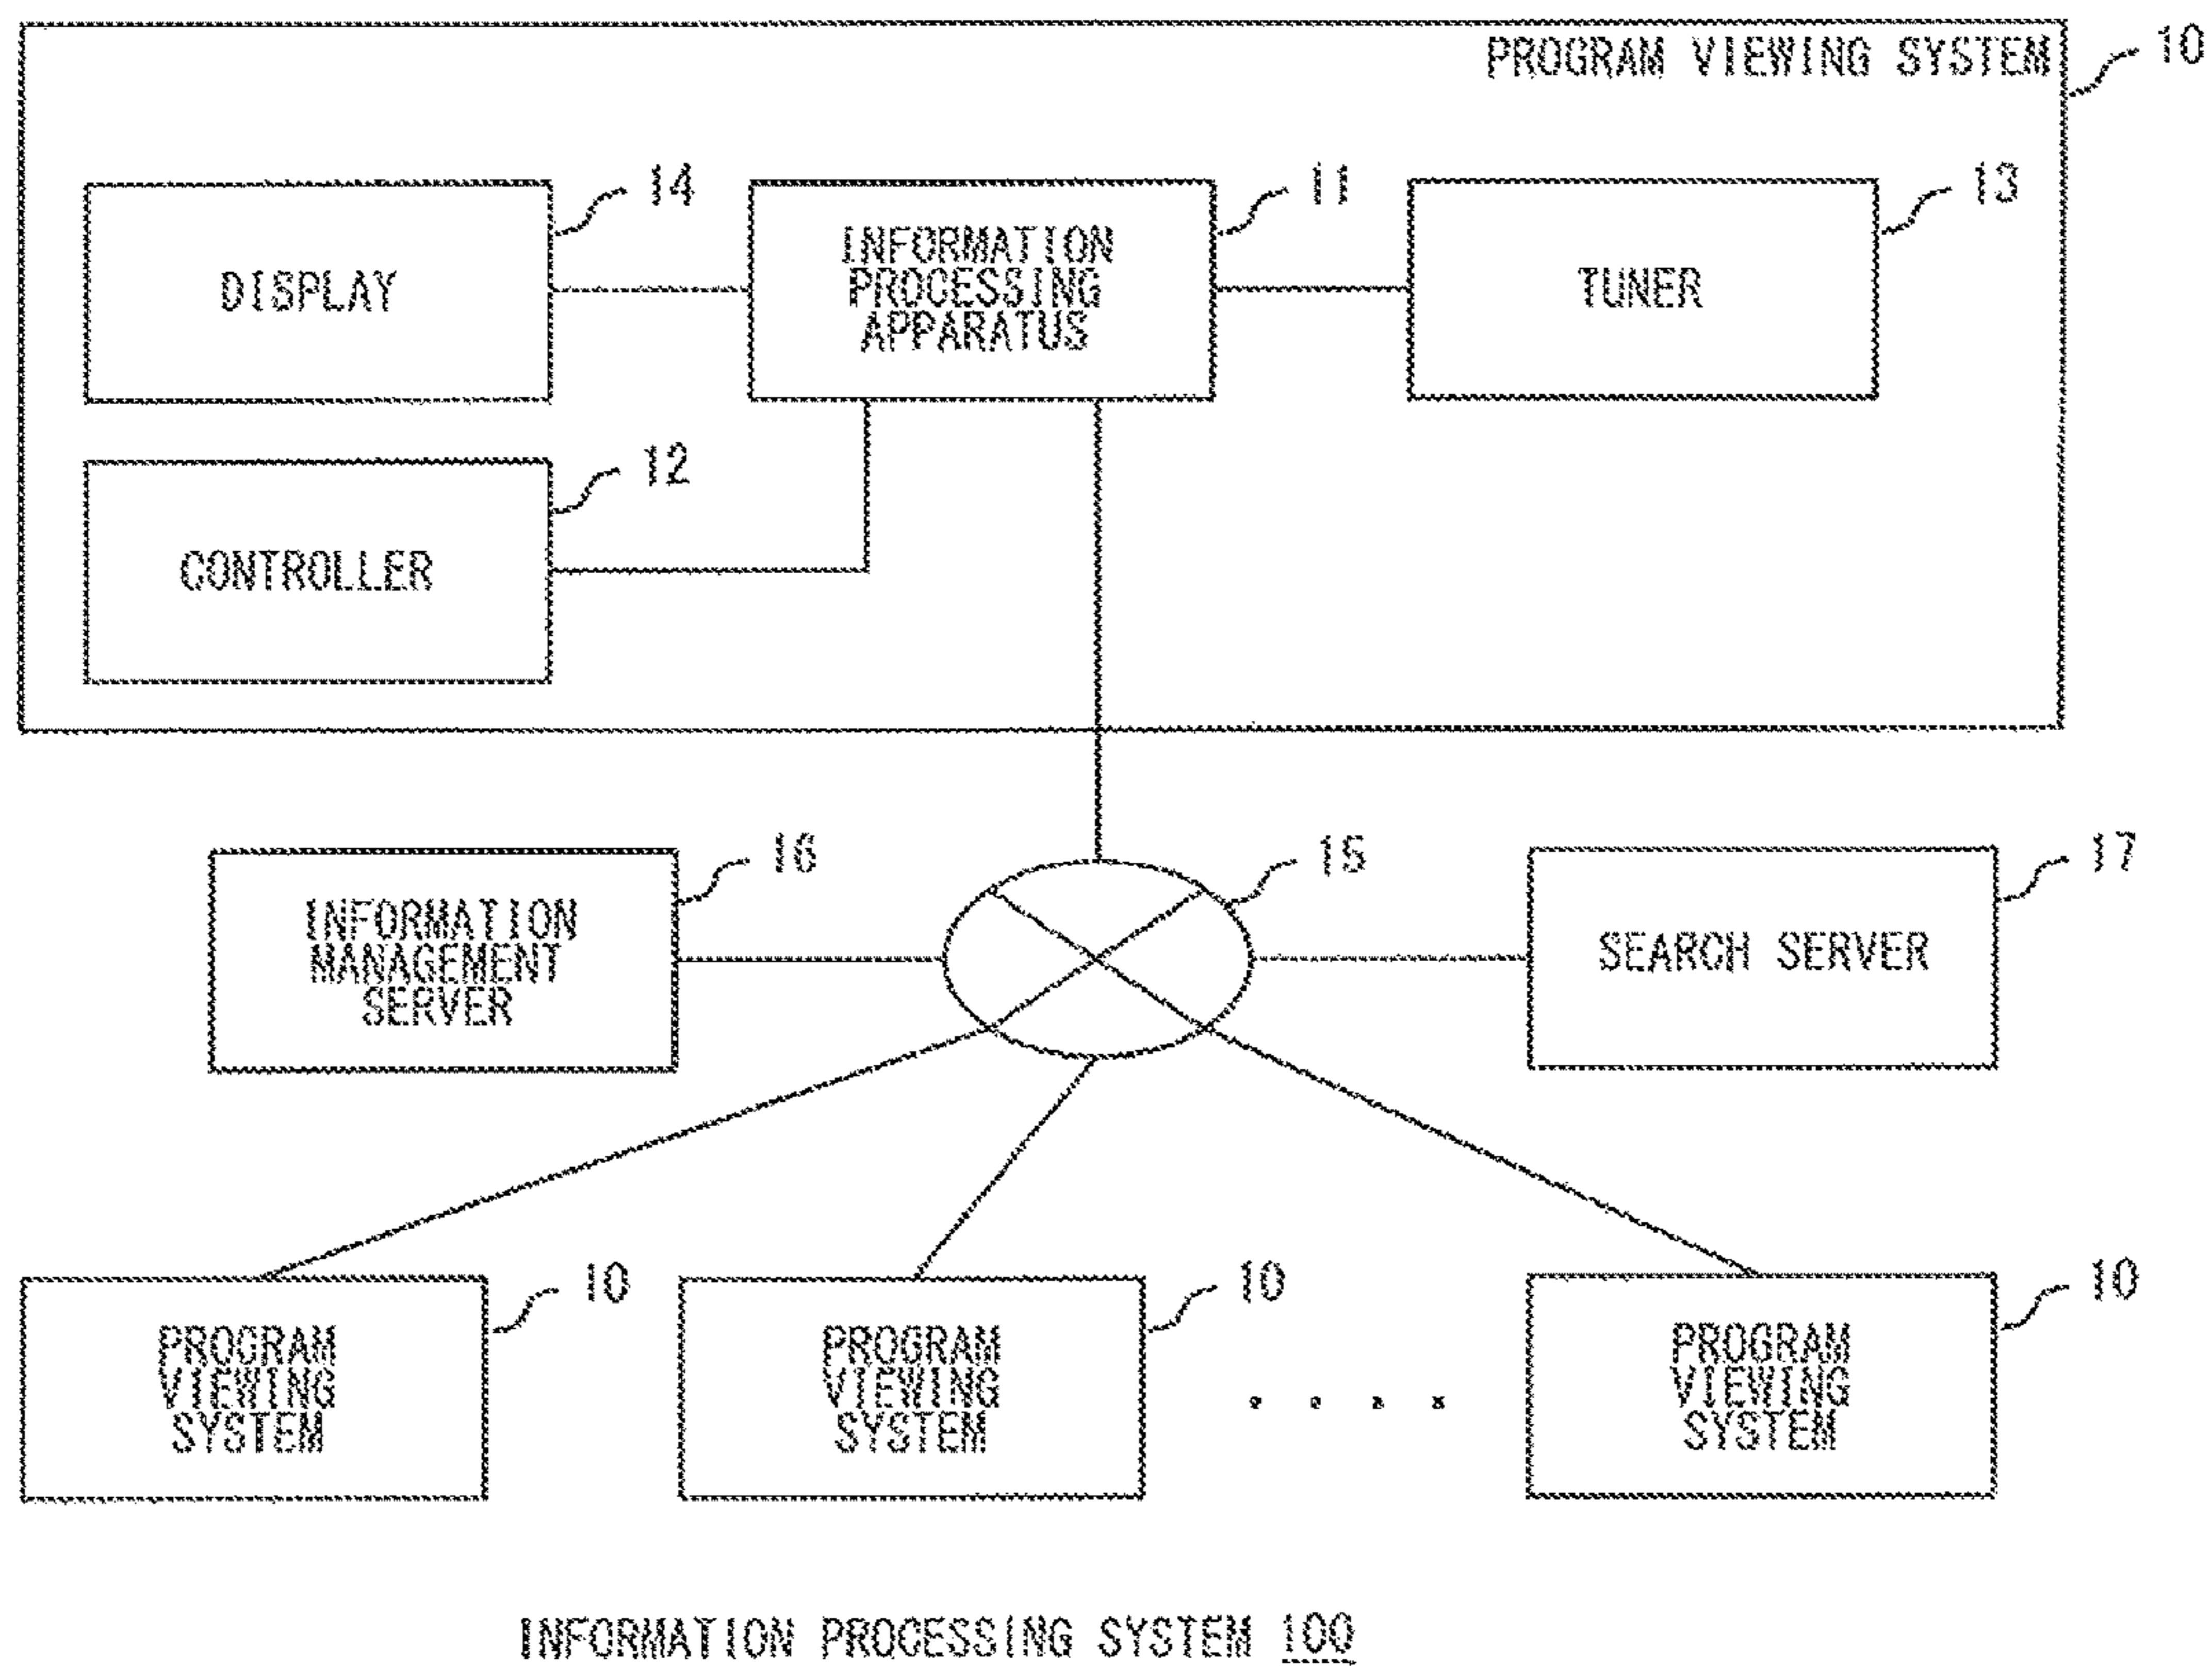 PROGRAM VIEWING SYSTEM
10
14
11
13
DISPLAY
INFORMATION
PROCESSING
APPARATUS
TUNER
12
CONTROLLER
16
15
17
INFORMATION
MANAGEMENT
SERVER
SEARCH SERVER
10
10
10
PROGRAM
VIEWING
SYSTEM
PROGRAM
VIEWING
SYSTEM
PROGRAM
VIEWING
SYSTEM
INFORMATION PROCESSING SYSTEM 100